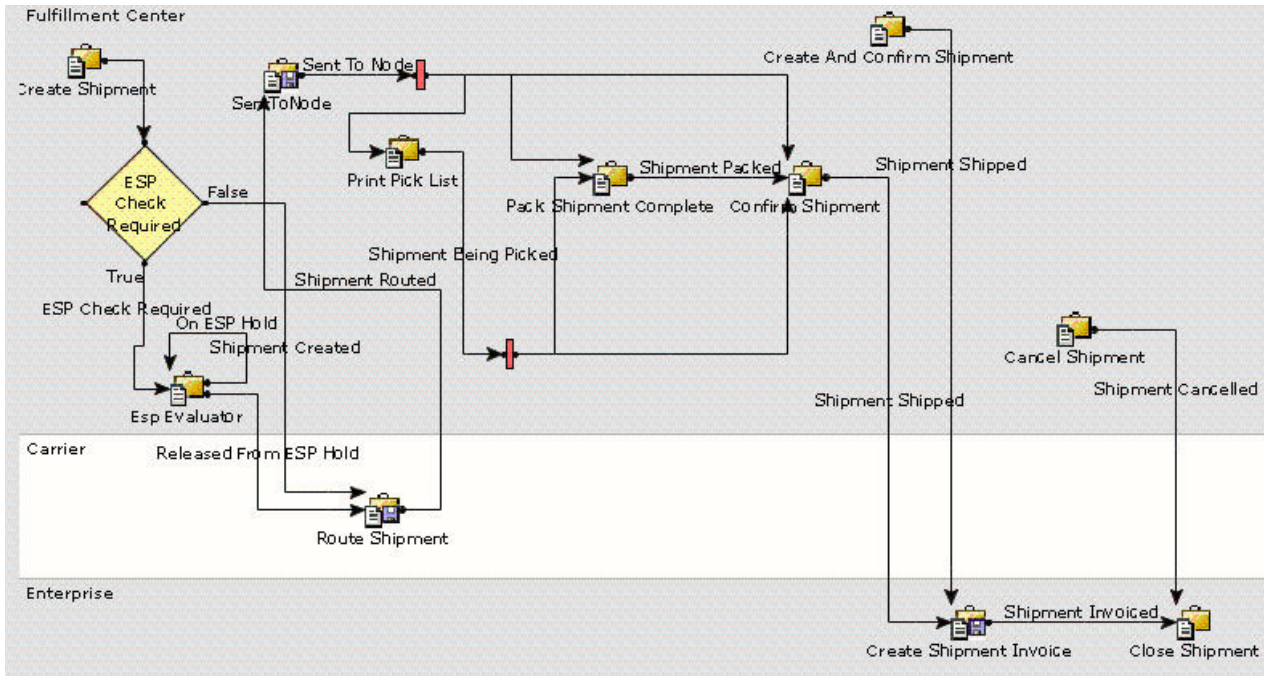 Fulfillment Center
Create Shipment
Sent To Node
SentToNode
Create And Confirm Shipment
ESP
Check
Required
False
Print Pick List
Shipment Packed
Shipment Shipped
Pack Shipment Complete
Confirm Shipment
True
Shipment Being Picked
Shipment Routed
ESP Check Required
On ESP Hold
Shipment Created
Cancel Shipment
Esp Evaluator
Shipment Shipped
Shipment Cancelled
Carrier
Released From ESP Hold
Route Shipment
Enterprise
Shipment Invoiced
Create Shipment Invoice
Close Shipment